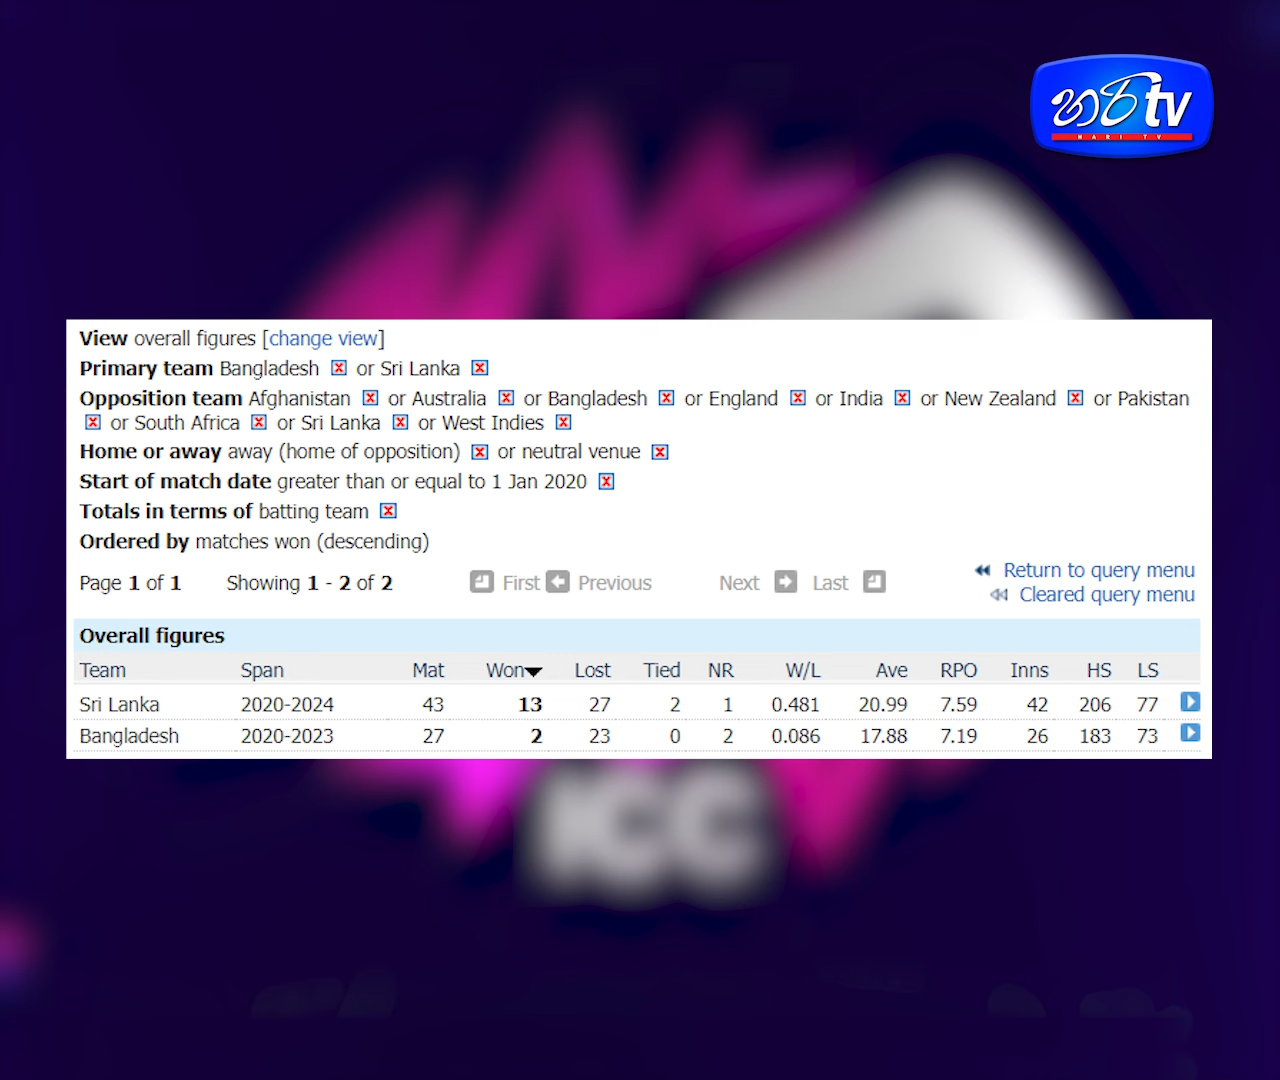 හරි tv
HARI TV
View overall figures [change view]
Primary team Bangladesh or Sri Lanka
Opposition team Afghanistan or Australia or Bangladesh or England or India or New Zealand or Pakistan
or South Africa or Sri Lanka or West Indies
Home or away away (home of opposition) or neutral venue
Start of match date greater than or equal to 1 Jan 2020
Totals in terms of batting team
Ordered by matches won (descending)
Page 1 of 1 Showing 1 - 2 of 2 First Previous Next Last Return to query menu
Cleared query menu
Overall figures
Team Span Mat Won Lost Tied NR W/L Ave RPO Inns HS LS
Sri Lanka 2020-2024 43 13 27 2 1 0.481 20.99 7.59 42 206 77
Bangladesh 2020-2023 27 2 23 0 2 0.086 17.88 7.19 26 183 73
ICC